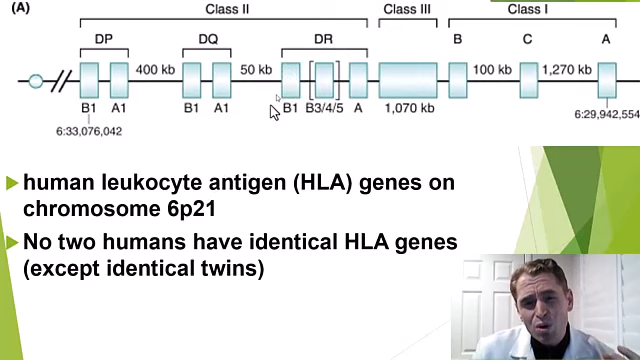 (A)
Class II Class III Class I
DP DQ DR B C A
400 kb 50 kb 100 kb 1,270 kb
B1 A1 B1 A1 B1 B3/4/5 A 1,070 kb
6:33,076,042 6:29,942,554
human leukocyte antigen (HLA) genes on
chromosome 6p21
No two humans have identical HLA genes
(except identical twins)